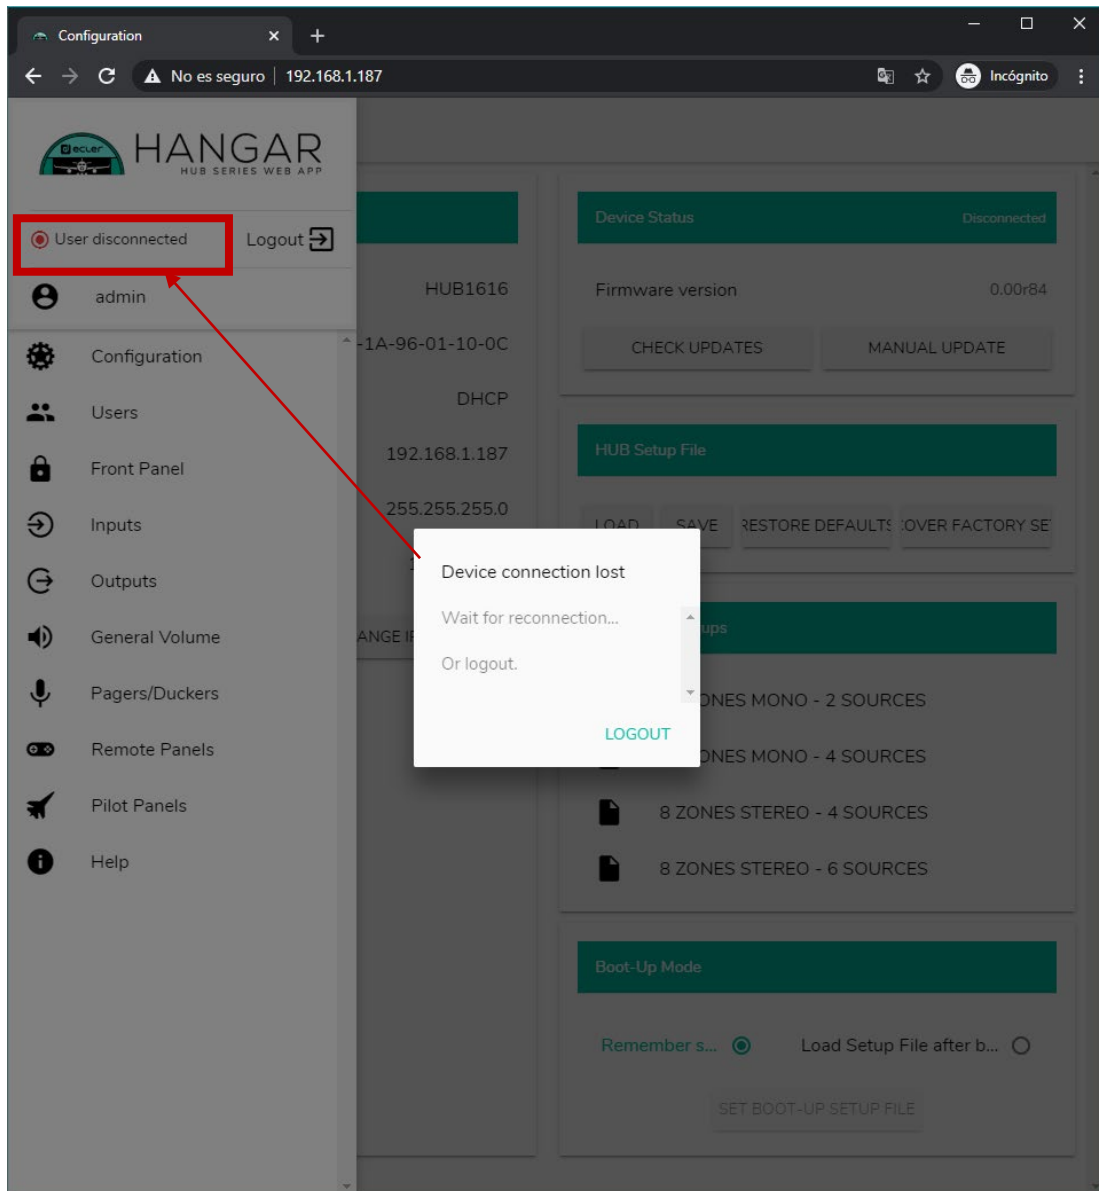 Configuration
No es seguro | 192.168.1.187
Incógnito
ecler
HANGAR
HUB SERIES WEB APP
User disconnected
Logout
admin
Configuration
Users
Front Panel
Inputs
Outputs
General Volume
Pagers/Duckers
Remote Panels
Pilot Panels
Help
HUB1616
-1A-96-01-10-0C
DHCP
192.168.1.187
255.255.255.0
ANGE IP
Device connection lost
Wait for reconnection...
Or logout.
LOGOUT
Device Status
Disconnected
Firmware version
0.00r84
CHECK UPDATES
MANUAL UPDATE
HUB Setup File
LOAD
SAVE
RESTORE DEFAULTS
OVER FACTORY SE
ups
ZONES MONO - 2 SOURCES
ZONES MONO - 4 SOURCES
8 ZONES STEREO - 4 SOURCES
8 ZONES STEREO - 6 SOURCES
Boot-Up Mode
Remember s...
Load Setup File after b...
SET BOOT-UP SETUP FILE